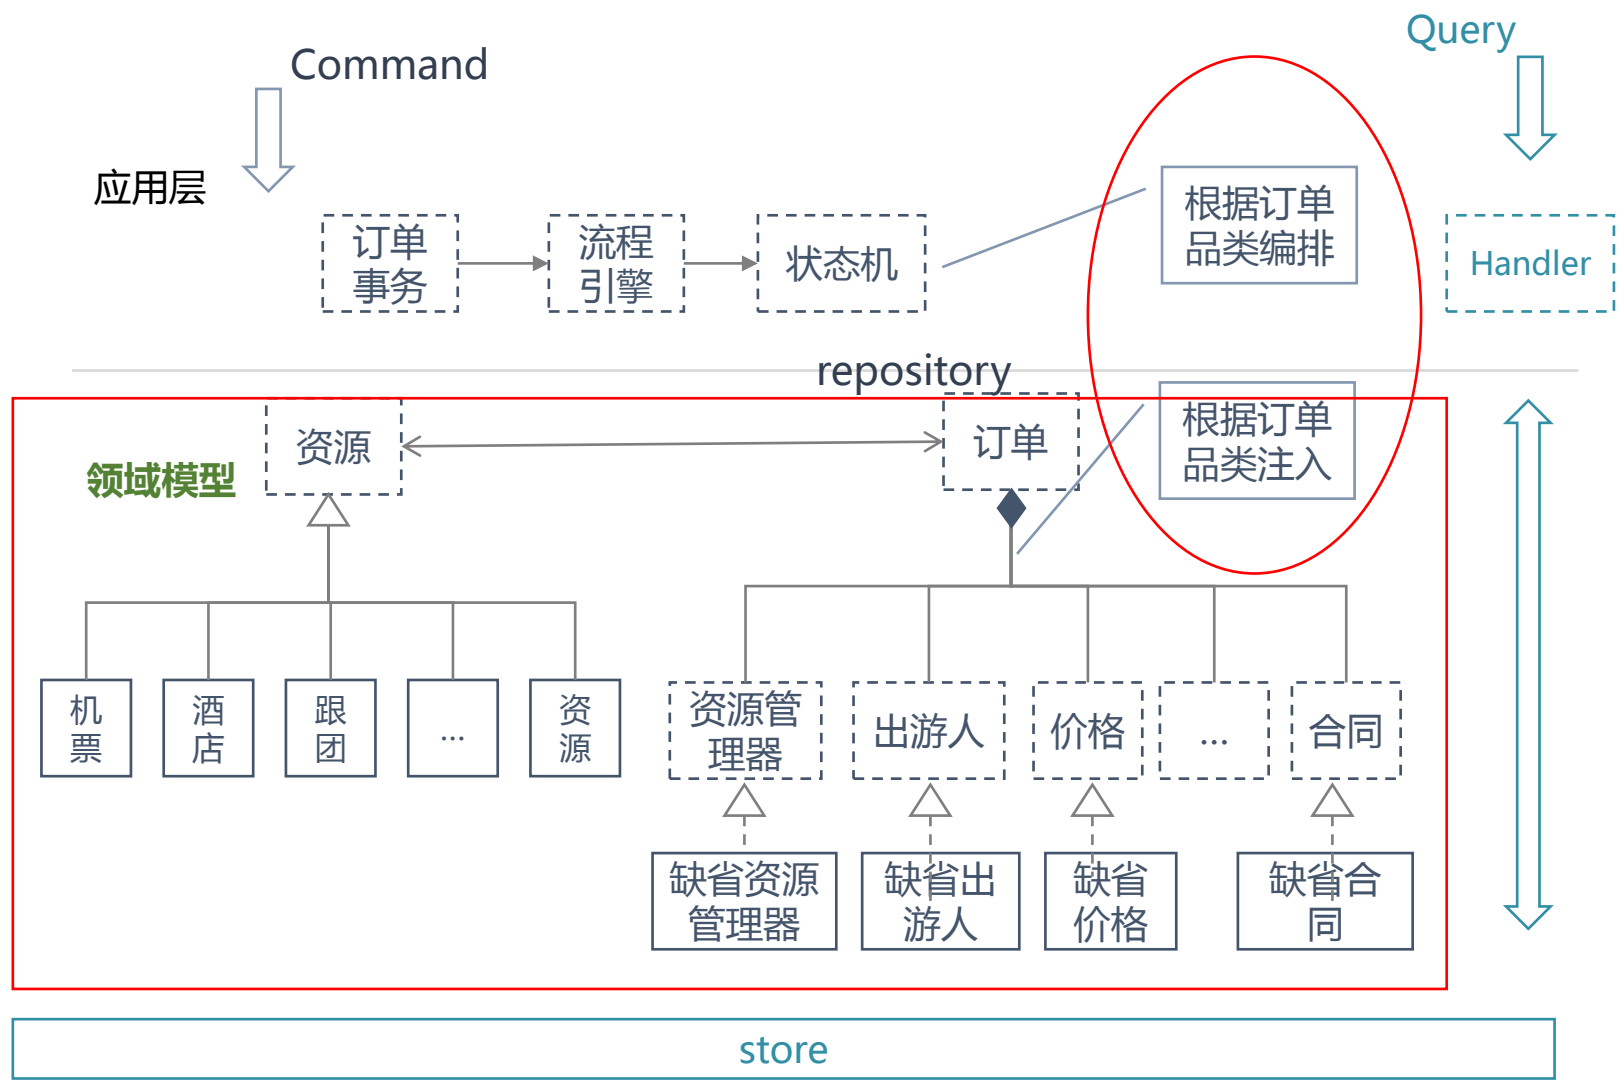 Command
Query
应用层
订单
事务
流程
引擎
状态机
根据订单
品类编排
Handler
repository
资源
订单
根据订单
品类注入
领域模型
机
票
酒
店
跟
团
...
资
源
资源管
理器
出游人
价格
...
合同
缺省资源
管理器
缺省出
游人
缺省
价格
缺省合
同
store